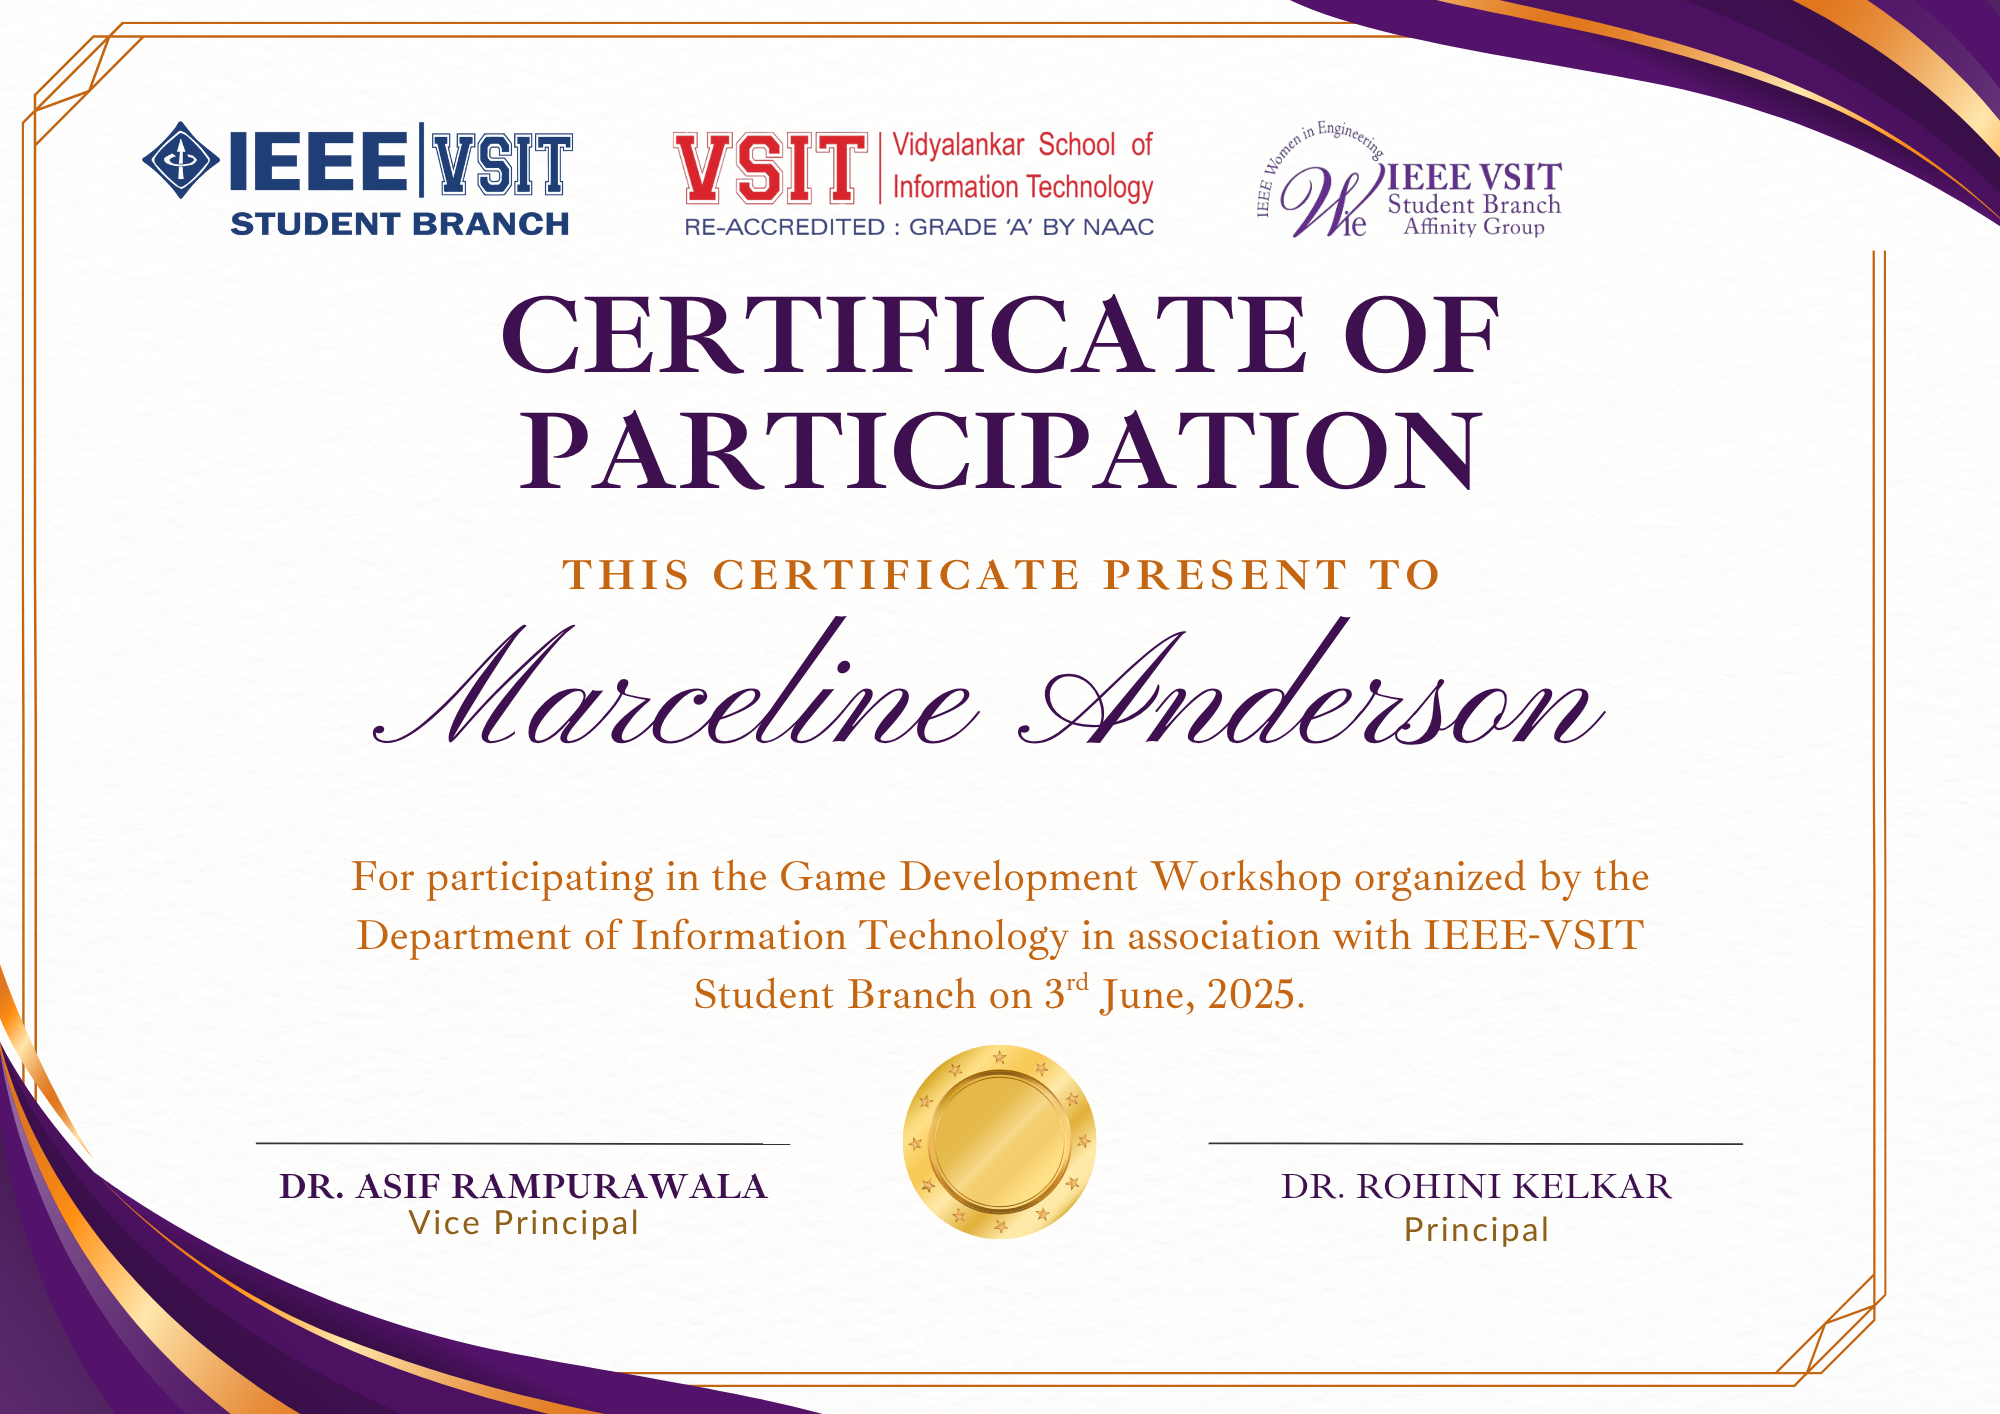 IEEE | VSIT
STUDENT BRANCH
VSIT | Vidyalankar School of
Information Technology
RE-ACCREDITED : GRADE ‘A’ BY NAAC
IEEE Women in Engineering
Wie
IEEE VSIT
Student Branch
Affinity Group
CERTIFICATE OF
PARTICIPATION
THIS CERTIFICATE PRESENT TO
Marceline Anderson
For participating in the Game Development Workshop organized by the
Department of Information Technology in association with IEEE-VSIT
Student Branch on 3rd June, 2025.
DR. ASIF RAMPURAWALA
Vice Principal
DR. ROHINI KELKAR
Principal